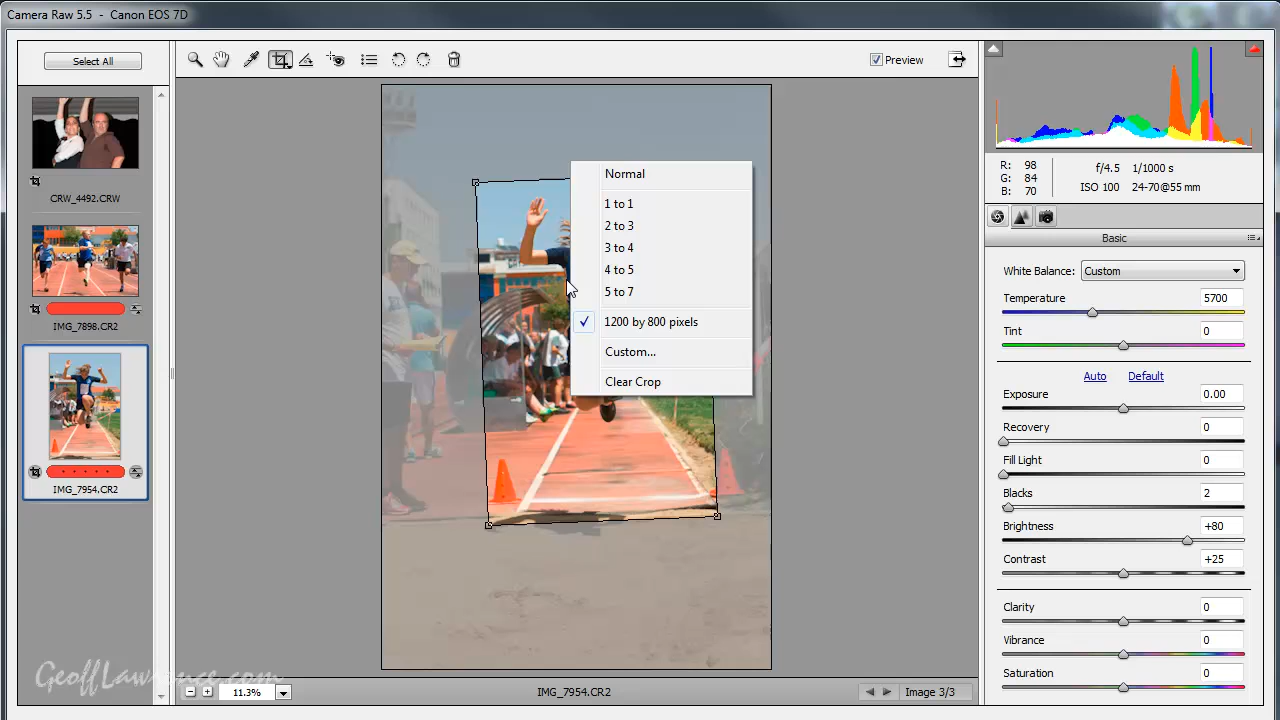 Camera Raw 5.5 - Canon EOS 7D
Select All
CRW_4492.CRW
IMG_7898.CR2
IMG_7954.CR2
Preview
Normal
1 to 1
2 to 3
3 to 4
4 to 5
5 to 7
1200 by 800 pixels
Custom...
Clear Crop
R: 98
G: 84
B: 70
f/4.5 1/1000 s
ISO 100 24-70@55 mm
Basic
White Balance: Custom
Temperature 5700
Tint 0
Auto Default
Exposure 0.00
Recovery 0
Fill Light 0
Blacks 2
Brightness +80
Contrast +25
Clarity 0
Vibrance 0
Saturation 0
GeoffLawrence.com
11.3%
IMG_7954.CR2
Image 3/3